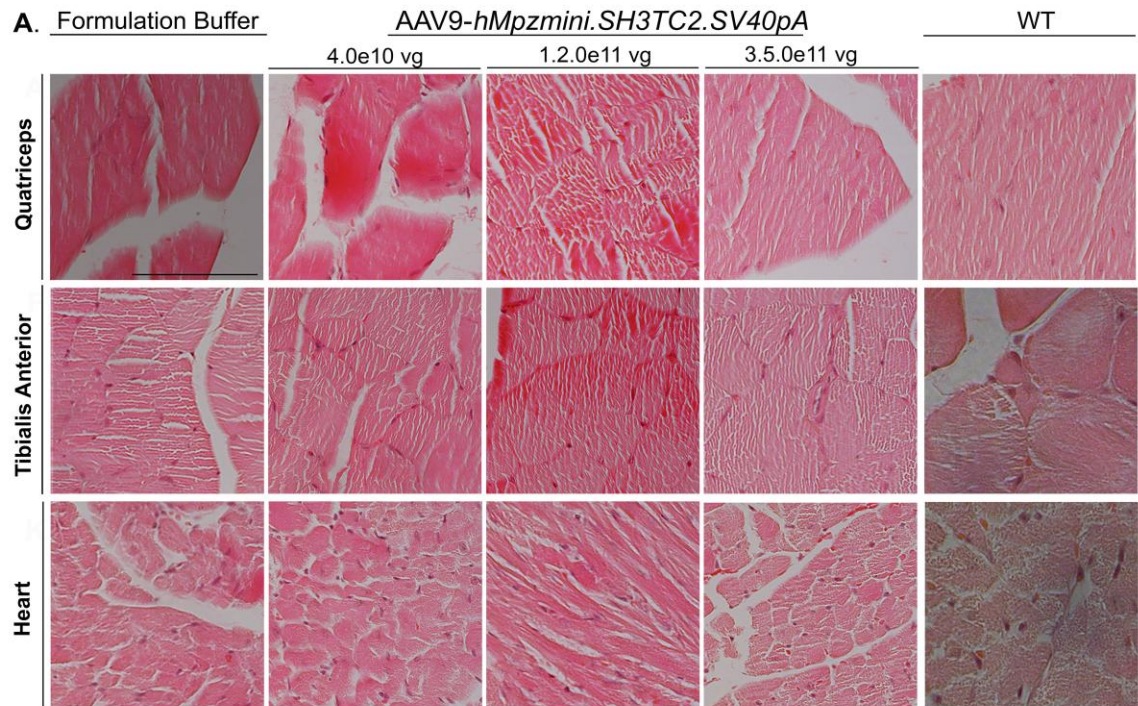 A. Formulation Buffer AAV9-hMpzmini.SH3TC2.SV40pA WT
4.0e10 vg 1.2.0e11 vg 3.5.0e11 vg
Quatriceps
Tibialis Anterior
Heart